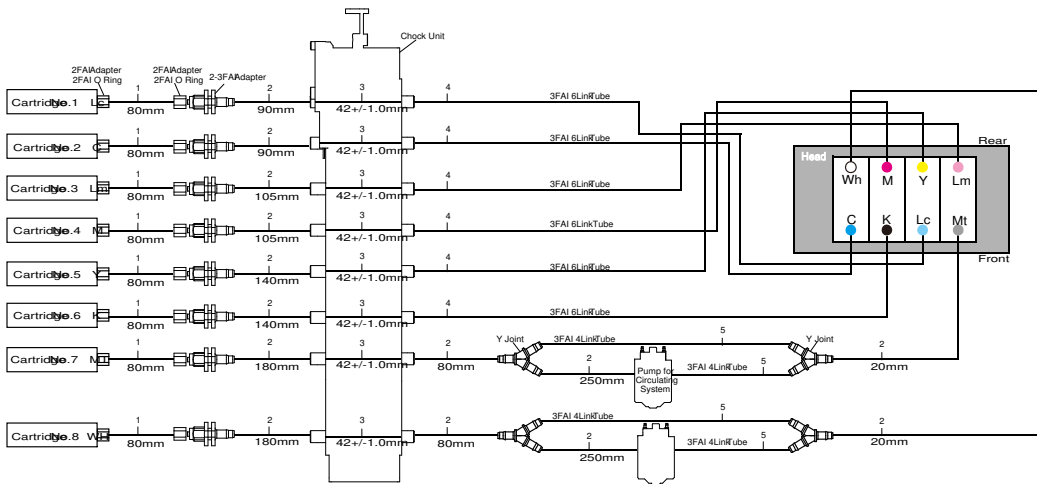 Chock Unit
2FAI Adapter
2FAI O Ring
2FAI Adapter
2FAI O Ring
2-3FAI Adapter
Cartridge No.1 Lc
1
80mm
2
90mm
3
42+/-1.0mm
4
3FAI 6LinkTube
Cartridge No.2 C
1
80mm
2
90mm
3
42+/-1.0mm
4
3FAI 6LinkTube
Cartridge No.3 Lm
1
80mm
2
105mm
3
42+/-1.0mm
4
3FAI 6LinkTube
Cartridge No.4 M
1
80mm
2
105mm
3
42+/-1.0mm
4
3FAI 6LinkTube
Cartridge No.5 Y
1
80mm
2
140mm
3
42+/-1.0mm
4
3FAI 6LinkTube
Cartridge No.6 K
1
80mm
2
140mm
3
42+/-1.0mm
4
3FAI 6LinkTube
Cartridge No.7 Mt
1
80mm
2
180mm
3
42+/-1.0mm
2
80mm
Y Joint
3FAI 4LinkTube
5
2
250mm
Pump for
Circulating
System
3FAI 4LinkTube
5
Y Joint
2
20mm
Cartridge No.8 Wh
1
80mm
2
180mm
3
42+/-1.0mm
2
80mm
3FAI 4LinkTube
5
2
250mm
3FAI 4LinkTube
5
2
20mm
Rear
Head
Wh M Y Lm
C K Lc Mt
Front